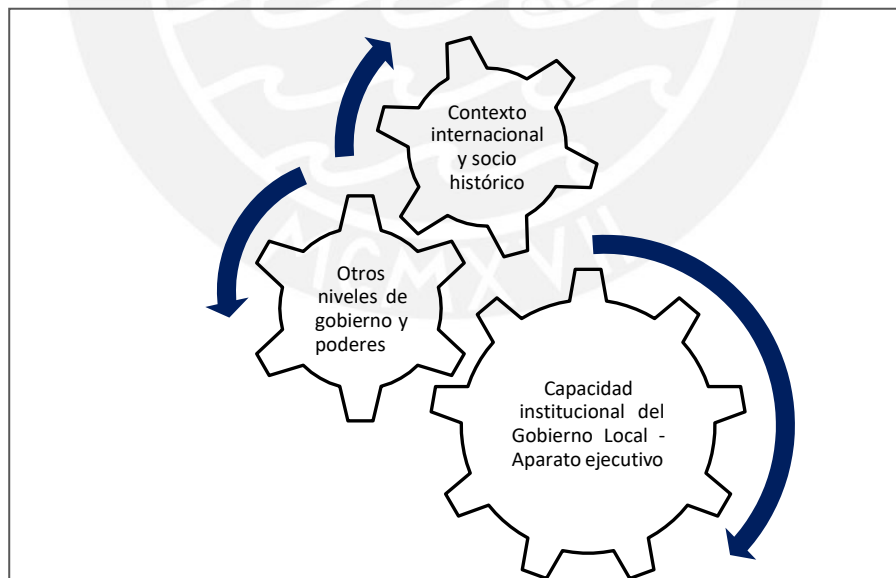 Contexto
internacional
y socio
histórico
Otros
niveles de
gobierno y
poderes
Capacidad
institucional del
Gobierno Local -
Aparato ejecutivo